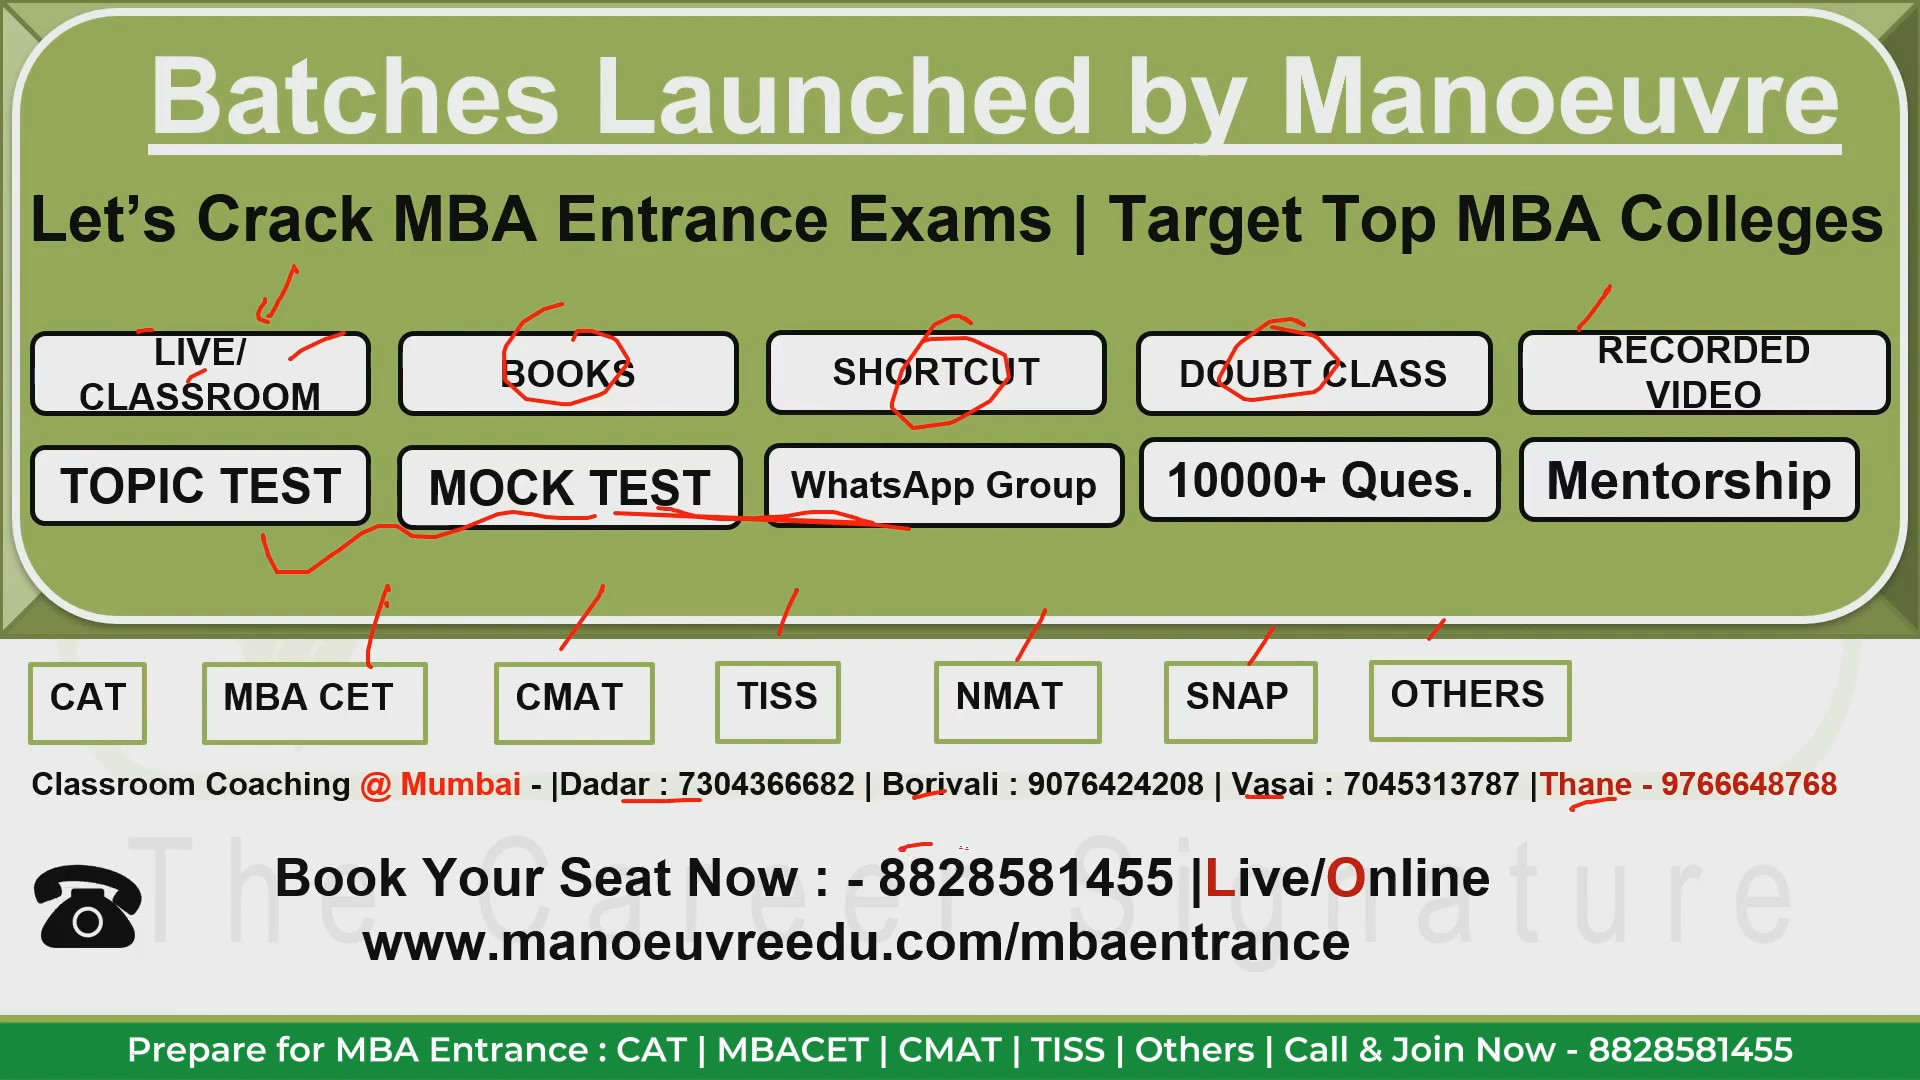 Batches Launched by Manoeuvre
Let’s Crack MBA Entrance Exams | Target Top MBA Colleges
LIVE/
CLASSROOM
BOOKS
SHORTCUT
DOUBT CLASS
RECORDED
VIDEO
TOPIC TEST
MOCK TEST
WhatsApp Group
10000+ Ques.
Mentorship
CAT
MBA CET
CMAT
TISS
NMAT
SNAP
OTHERS
Classroom Coaching @ Mumbai - |Dadar : 7304366682 | Borivali : 9076424208 | Vasai : 7045313787 |Thane - 9766648768
The Career Signature
Book Your Seat Now : - 8828581455 |Live/Online
www.manoeuvreedu.com/mbaentrance
Prepare for MBA Entrance : CAT | MBACET | CMAT | TISS | Others | Call & Join Now - 8828581455